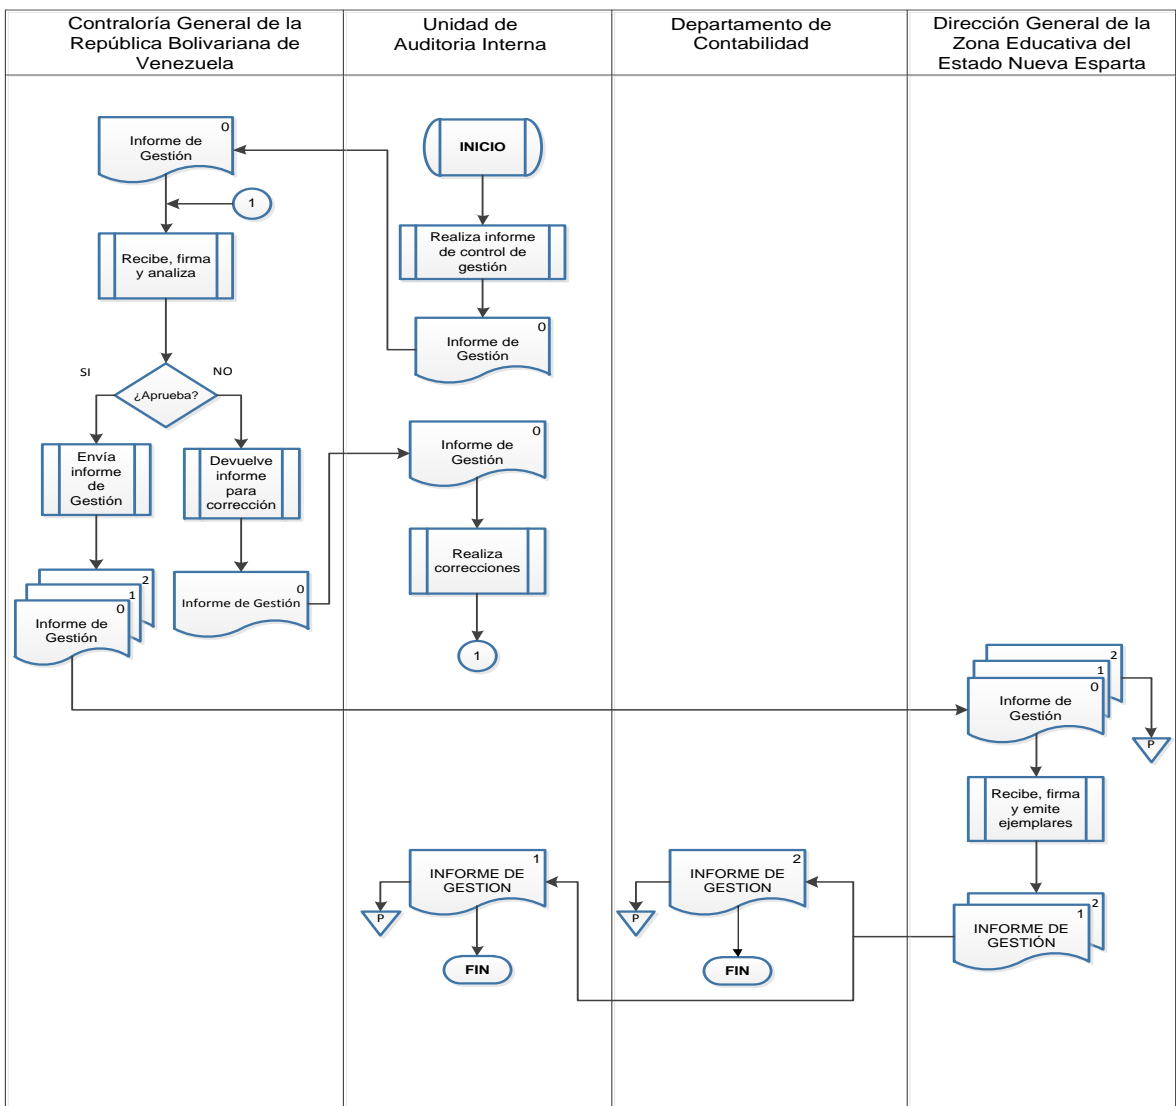 Contraloría General de la
República Bolivariana de
Venezuela
Unidad de
Auditoria Interna
Departamento de
Contabilidad
Dirección General de la
Zona Educativa del
Estado Nueva Esparta
0
Informe de
Gestión
1
Recibe, firma
y analiza
SI
NO
¿Aprueba?
Envía
informe
de
Gestión
Devuelve
informe
para
corrección
2
1
0
Informe de
Gestión
0
Informe de Gestión
INICIO
Realiza informe
de control de
gestión
0
Informe de
Gestión
0
Informe de
Gestión
Realiza
correcciones
1
2
1
0
Informe de
Gestión
P
Recibe, firma
y emite
ejemplares
2
1
INFORME DE
GESTIÓN
2
INFORME DE
GESTION
P
FIN
1
INFORME DE
GESTION
P
FIN